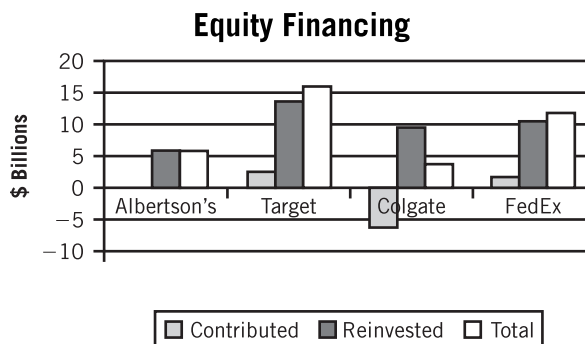 Equity Financing
$ Billions
20
15
10
5
0
−5
−10
Albertson's
Target
Colgate
FedEx
Contributed Reinvested Total